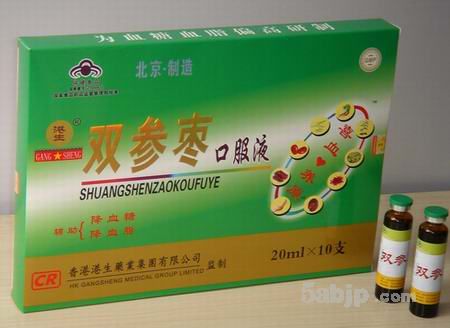 为血糖血脂偏高研制
北京·制造
港生®
GANG★SHENG
双参枣口服液
SHUANGSHENZAOKOUFUYE
辅助
降血糖
降血脂
CR
香港港生藥業集團有限公司 监制
HK GANGSHENG MEDICAL GROUP LIMITED
20ml×10支
双参
双参
5abjp.com